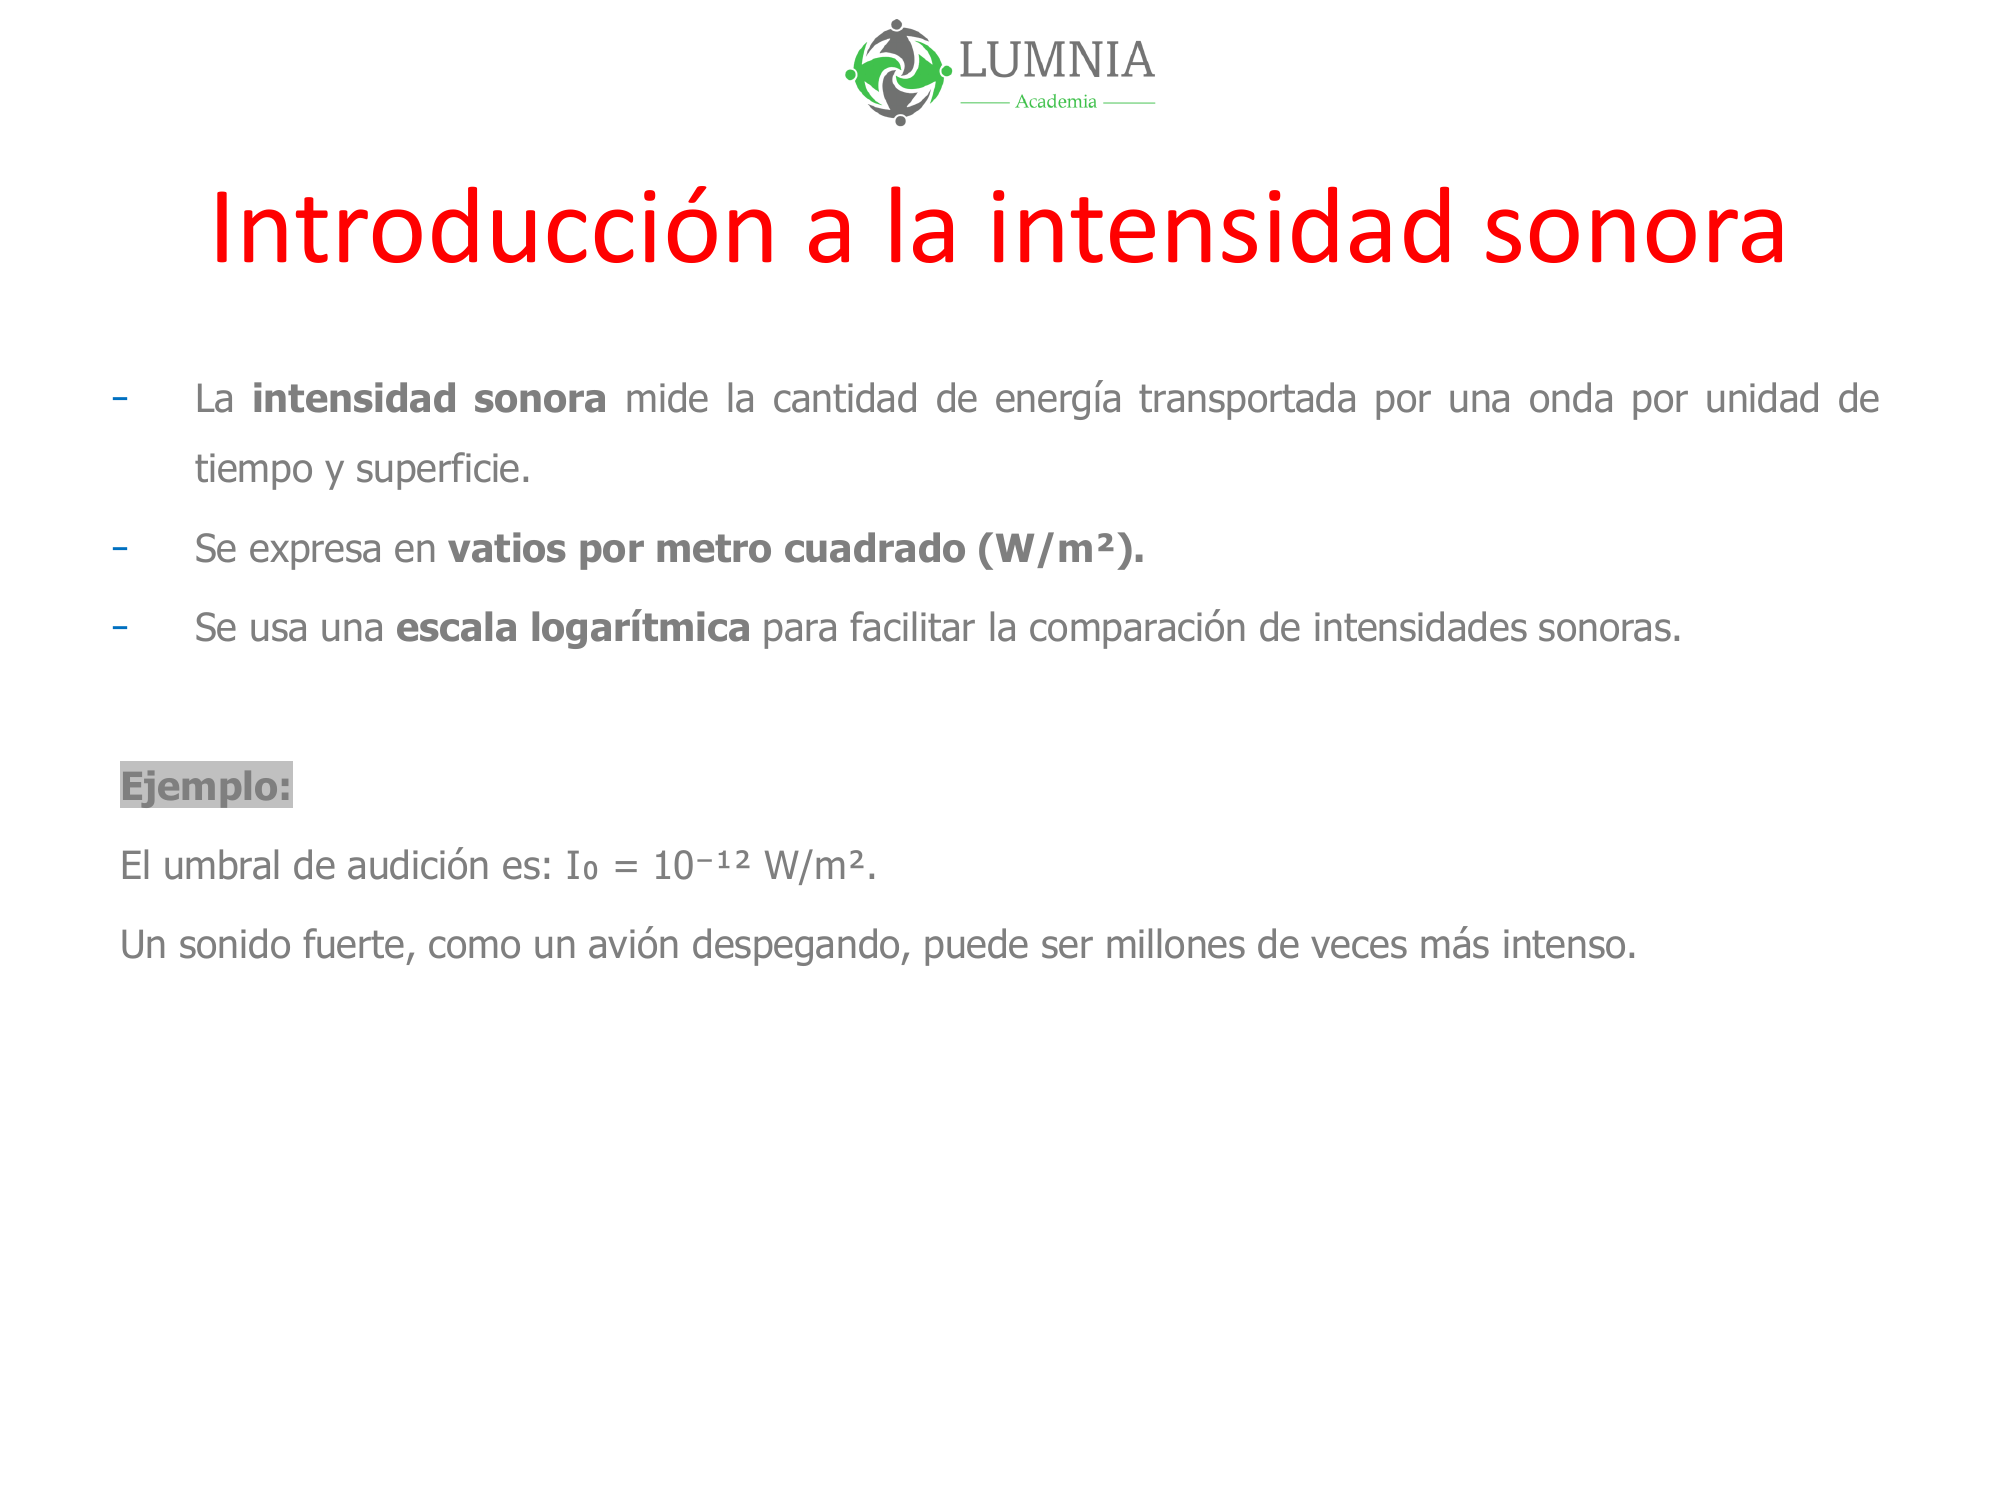 LUMNIA
Academia
Introducción a la intensidad sonora
- La intensidad sonora mide la cantidad de energía transportada por una onda por unidad de
tiempo y superficie.
- Se expresa en vatios por metro cuadrado (W/m²).
- Se usa una escala logarítmica para facilitar la comparación de intensidades sonoras.
Ejemplo:
El umbral de audición es: I₀ = 10⁻¹² W/m².
Un sonido fuerte, como un avión despegando, puede ser millones de veces más intenso.